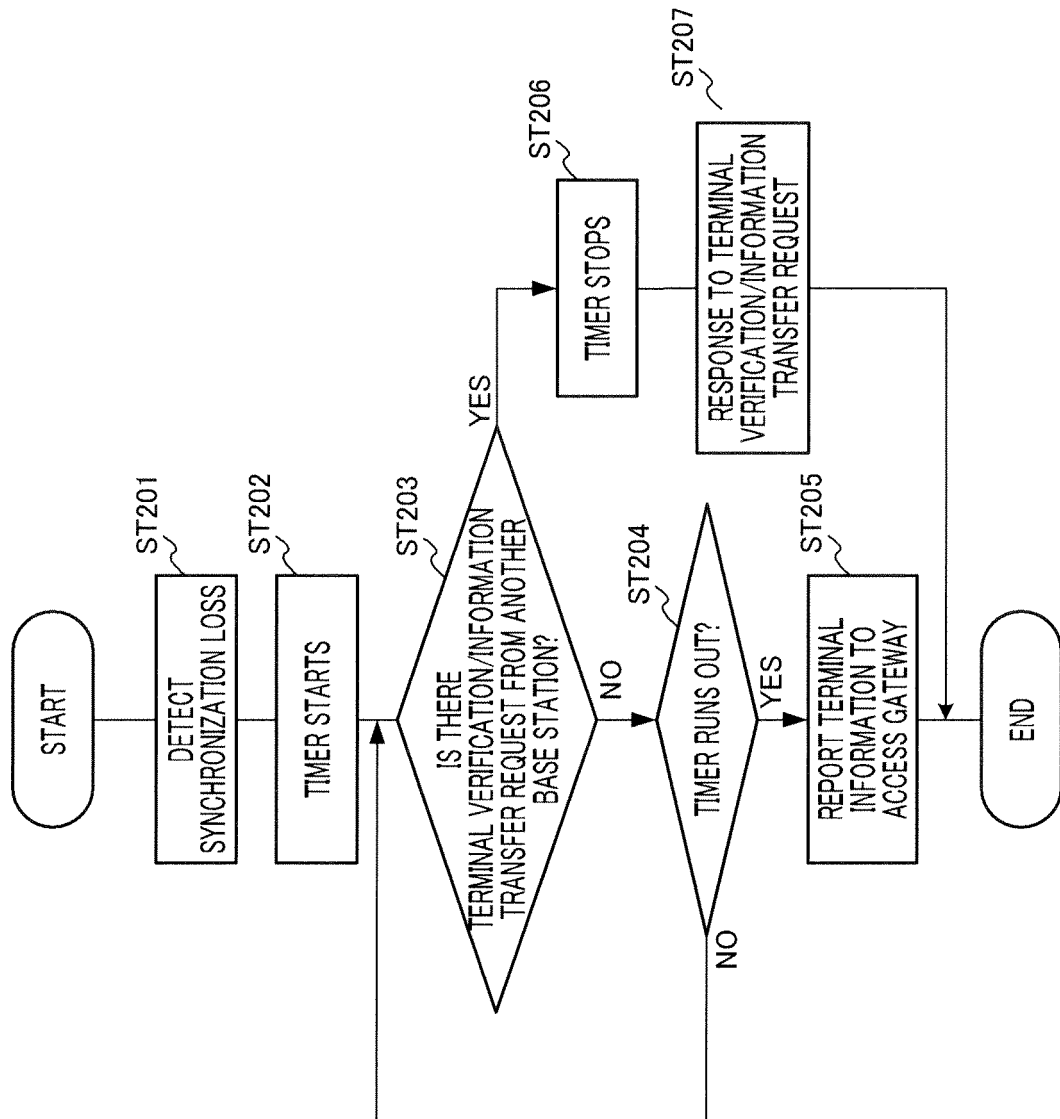 START
ST201
DETECT
SYNCHRONIZATION LOSS
ST202
TIMER STARTS
ST203
IS THERE
TERMINAL VERIFICATION/INFORMATION
TRANSFER REQUEST FROM ANOTHER
BASE STATION?
YES
NO
ST206
TIMER STOPS
ST207
RESPONSE TO TERMINAL
VERIFICATION/INFORMATION
TRANSFER REQUEST
ST204
TIMER RUNS OUT?
NO
YES
ST205
REPORT TERMINAL
INFORMATION TO
ACCESS GATEWAY
END